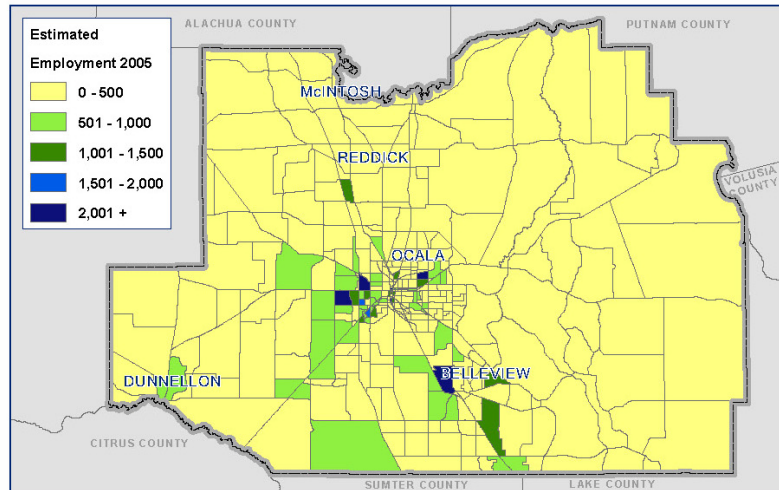 ALACHUA COUNTY
PUTNAM COUNTY
Estimated
Employment 2005
0 - 500
501 - 1,000
1,001 - 1,500
1,501 - 2,000
2,001 +
McINTOSH
REDDICK
VOLUSIA
COUNTY
OCALA
DUNNELLON
BELLEVIEW
CITRUS COUNTY
SUMTER COUNTY
LAKE COUNTY